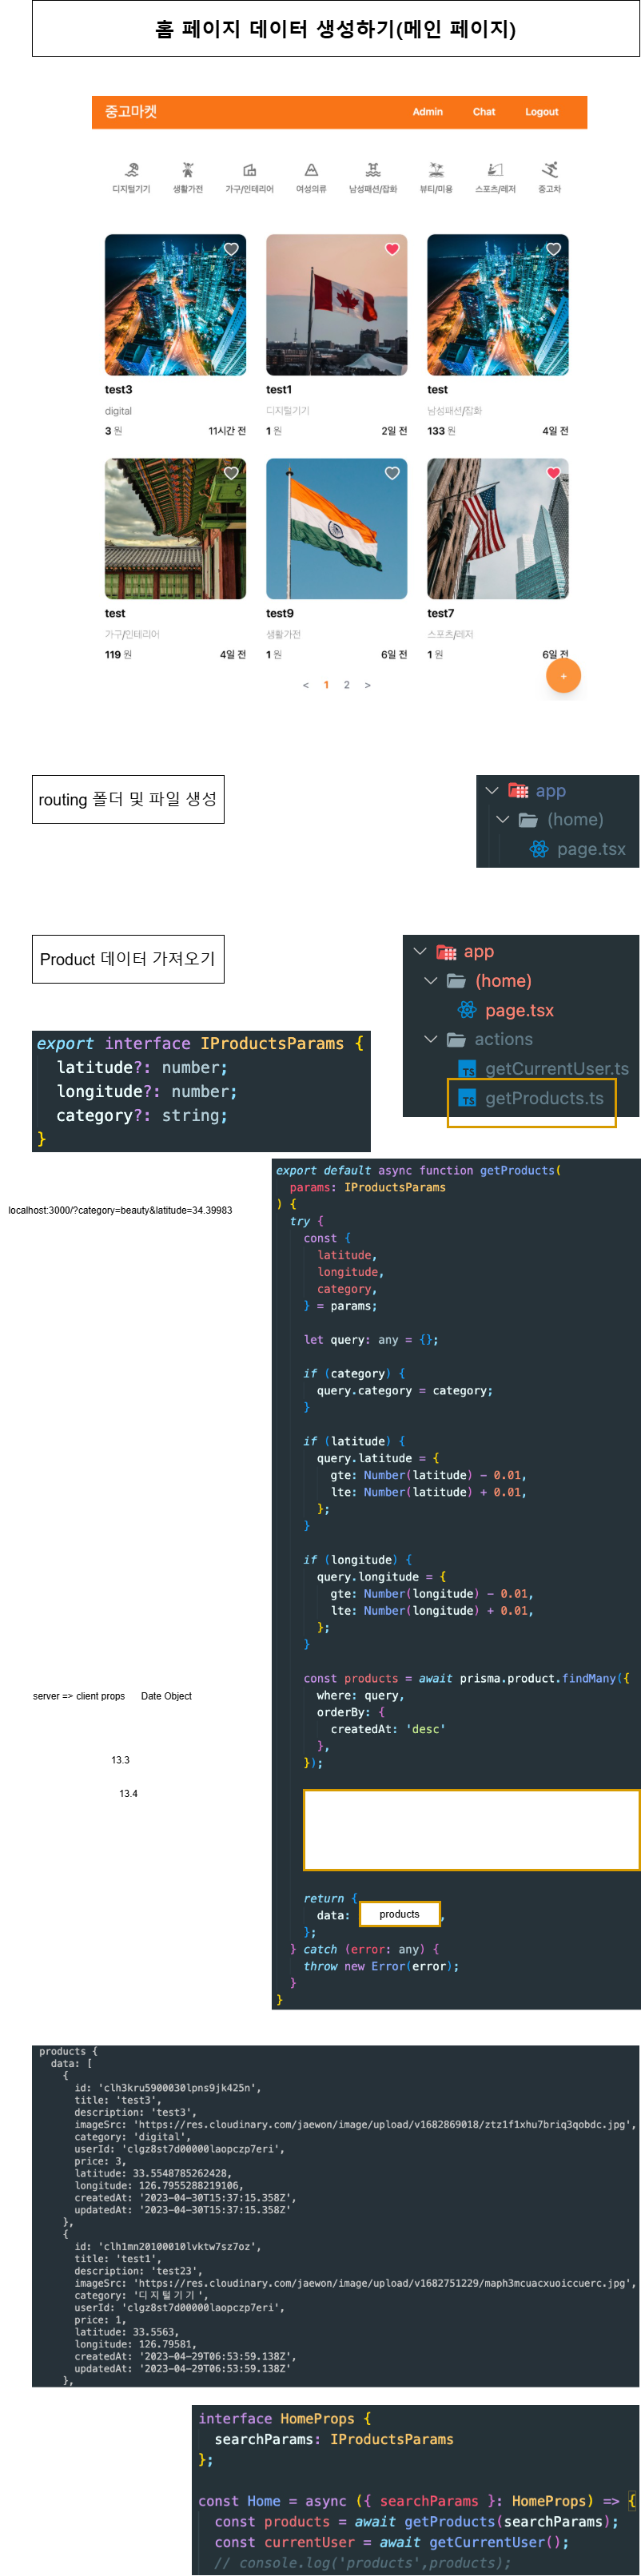 홈 페이지 데이터 생성하기(메인 페이지)
중고마켓 Admin Chat Logout
디지털기기 생활가전 가구/인테리어 여성의류 남성패션/잡화 뷰티/미용 스포츠/레저 중고차
test3 test1 test
digital 디지털기기 남성패션/잡화
3 원 11시간 전 1 원 2일 전 133 원 4일 전
test test9 test7
가구/인테리어 생활가전 스포츠/레저
119 원 4일 전 1 원 6일 전 1 원 6일 전
< 1 2 > +
routing 폴더 및 파일 생성
app
(home)
page.tsx
Product 데이터 가져오기
app
(home)
page.tsx
actions
TS getCurrentUser.ts
TS getProducts.ts
export interface IProductsParams {
latitude?: number;
longitude?: number;
category?: string;
}
localhost:3000/?category=beauty&latitude=34.39983
export default async function getProducts(
params: IProductsParams
) {
try {
const {
latitude,
longitude,
category,
} = params;
let query: any = {};
if (category) {
query.category = category;
}
if (latitude) {
query.latitude = {
gte: Number(latitude) - 0.01,
lte: Number(latitude) + 0.01,
};
}
if (longitude) {
query.longitude = {
gte: Number(longitude) - 0.01,
lte: Number(longitude) + 0.01,
};
}
const products = await prisma.product.findMany({
where: query,
orderBy: {
createdAt: 'desc'
},
});
server => client props Date Object
13.3
13.4
return {
data: products ,
};
} catch (error: any) {
throw new Error(error);
}
}
products {
data: [
{
id: 'clh3kru5900030lpns9jk425n',
title: 'test3',
description: 'test3',
imageSrc: 'https://res.cloudinary.com/jaewon/image/upload/v1682869018/ztz1f1xhu7briq3qobdc.jpg',
category: 'digital',
userId: 'clgz8st7d00000laopczp7eri',
price: 3,
latitude: 33.5548785262428,
longitude: 126.7955288219106,
createdAt: '2023-04-30T15:37:15.358Z',
updatedAt: '2023-04-30T15:37:15.358Z'
},
{
id: 'clh1mn20100010lvktw7sz7oz',
title: 'test1',
description: 'test23',
imageSrc: 'https://res.cloudinary.com/jaewon/image/upload/v1682751229/maph3mcuacxuoiccuerc.jpg',
category: '디지털기기',
userId: 'clgz8st7d00000laopczp7eri',
price: 1,
latitude: 33.5563,
longitude: 126.79581,
createdAt: '2023-04-29T06:53:59.138Z',
updatedAt: '2023-04-29T06:53:59.138Z'
},
interface HomeProps {
searchParams: IProductsParams
};
const Home = async ({ searchParams }: HomeProps) => {
const products = await getProducts(searchParams);
const currentUser = await getCurrentUser();
// console.log('products',products);